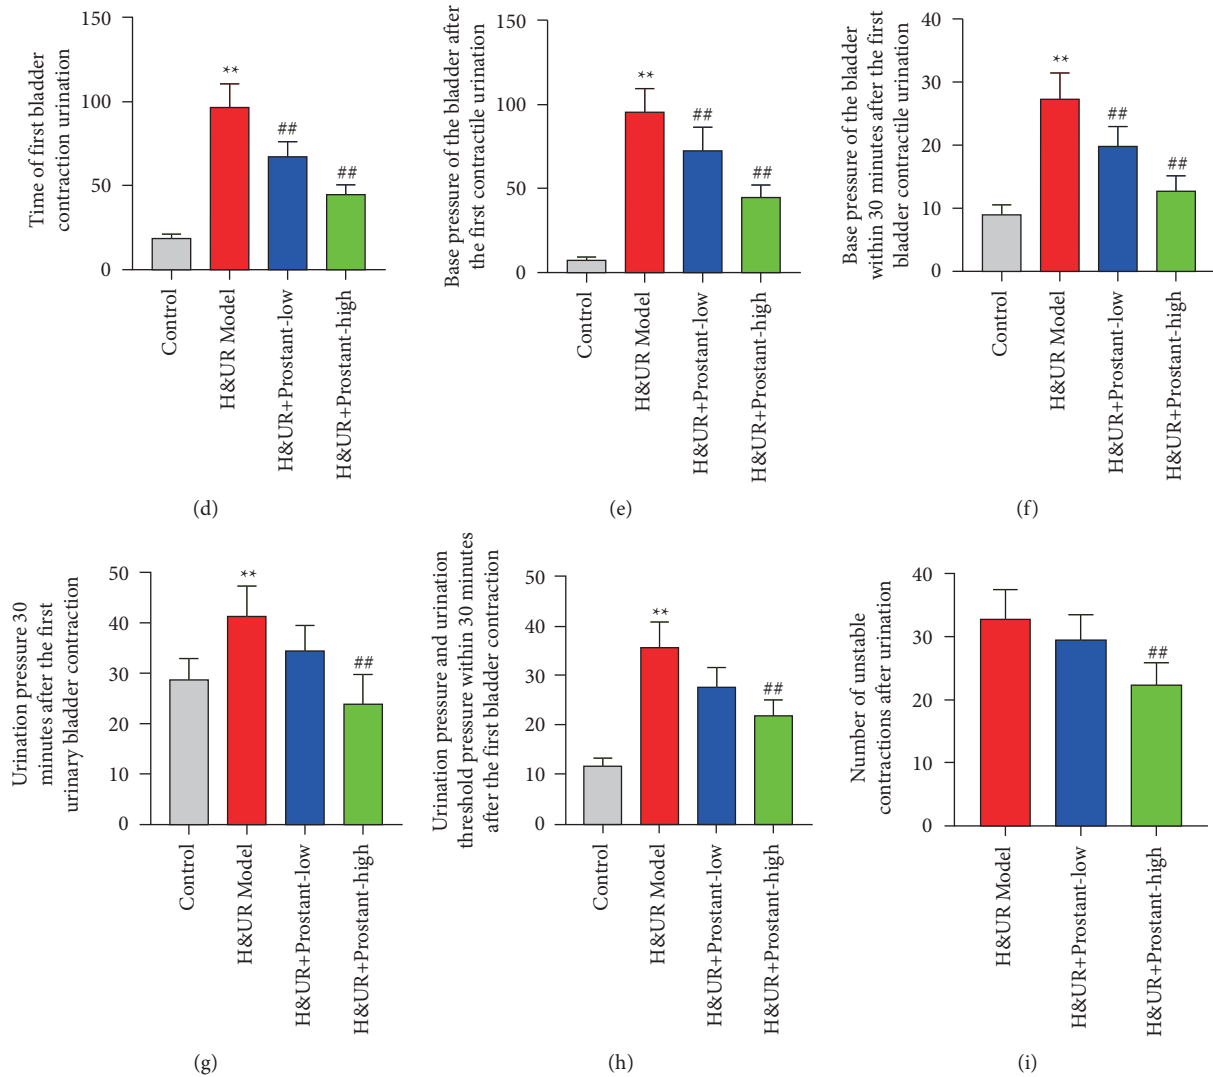 Time of first bladder
contraction urination
150
100
50
0
**
##
##
Control
H&UR Model
H&UR+Prostant-low
H&UR+Prostant-high
(d)
Base pressure of the bladder after
the first contractile urination
150
100
50
0
**
##
##
Control
H&UR Model
H&UR+Prostant-low
H&UR+Prostant-high
(e)
Base pressure of the bladder
within 30 minutes after the first
bladder contractile urination
40
30
20
10
0
**
##
##
Control
H&UR Model
H&UR+Prostant-low
H&UR+Prostant-high
(f)
Urination pressure 30
minutes after the first
urinary bladder contraction
50
40
30
20
10
0
**
##
Control
H&UR Model
H&UR+Prostant-low
H&UR+Prostant-high
(g)
Urination pressure and urination
threshold pressure within 30 minutes
after the first bladder contraction
50
40
30
20
10
0
**
##
Control
H&UR Model
H&UR+Prostant-low
H&UR+Prostant-high
(h)
Number of unstable
contractions after urination
40
30
20
10
0
##
H&UR Model
H&UR+Prostant-low
H&UR+Prostant-high
(i)